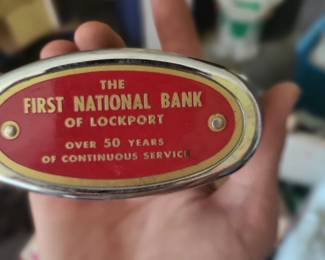 THE
FIRST NATIONAL BANK
OF LOCKPORT
OVER 50 YEARS
OF CONTINUOUS SERVICE